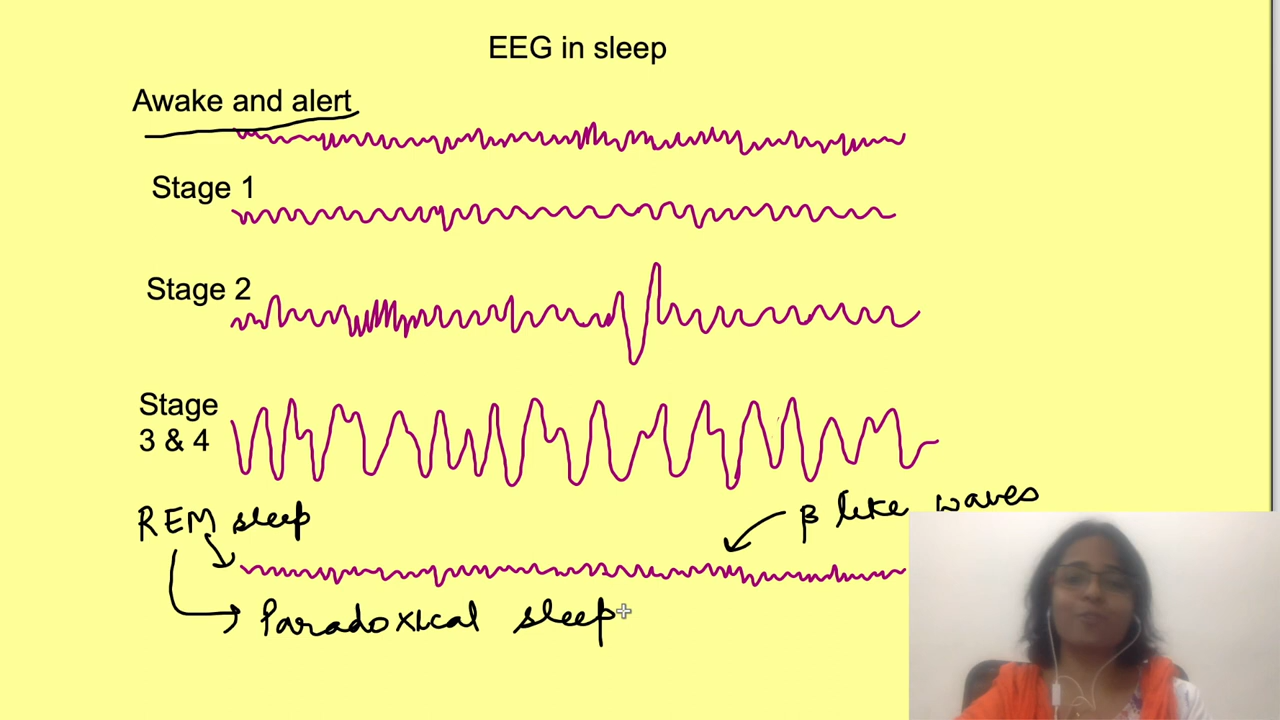 EEG in sleep
Awake and alert
Stage 1
Stage 2
Stage
3 & 4
REM sleep
β like waves
Paradoxical sleep